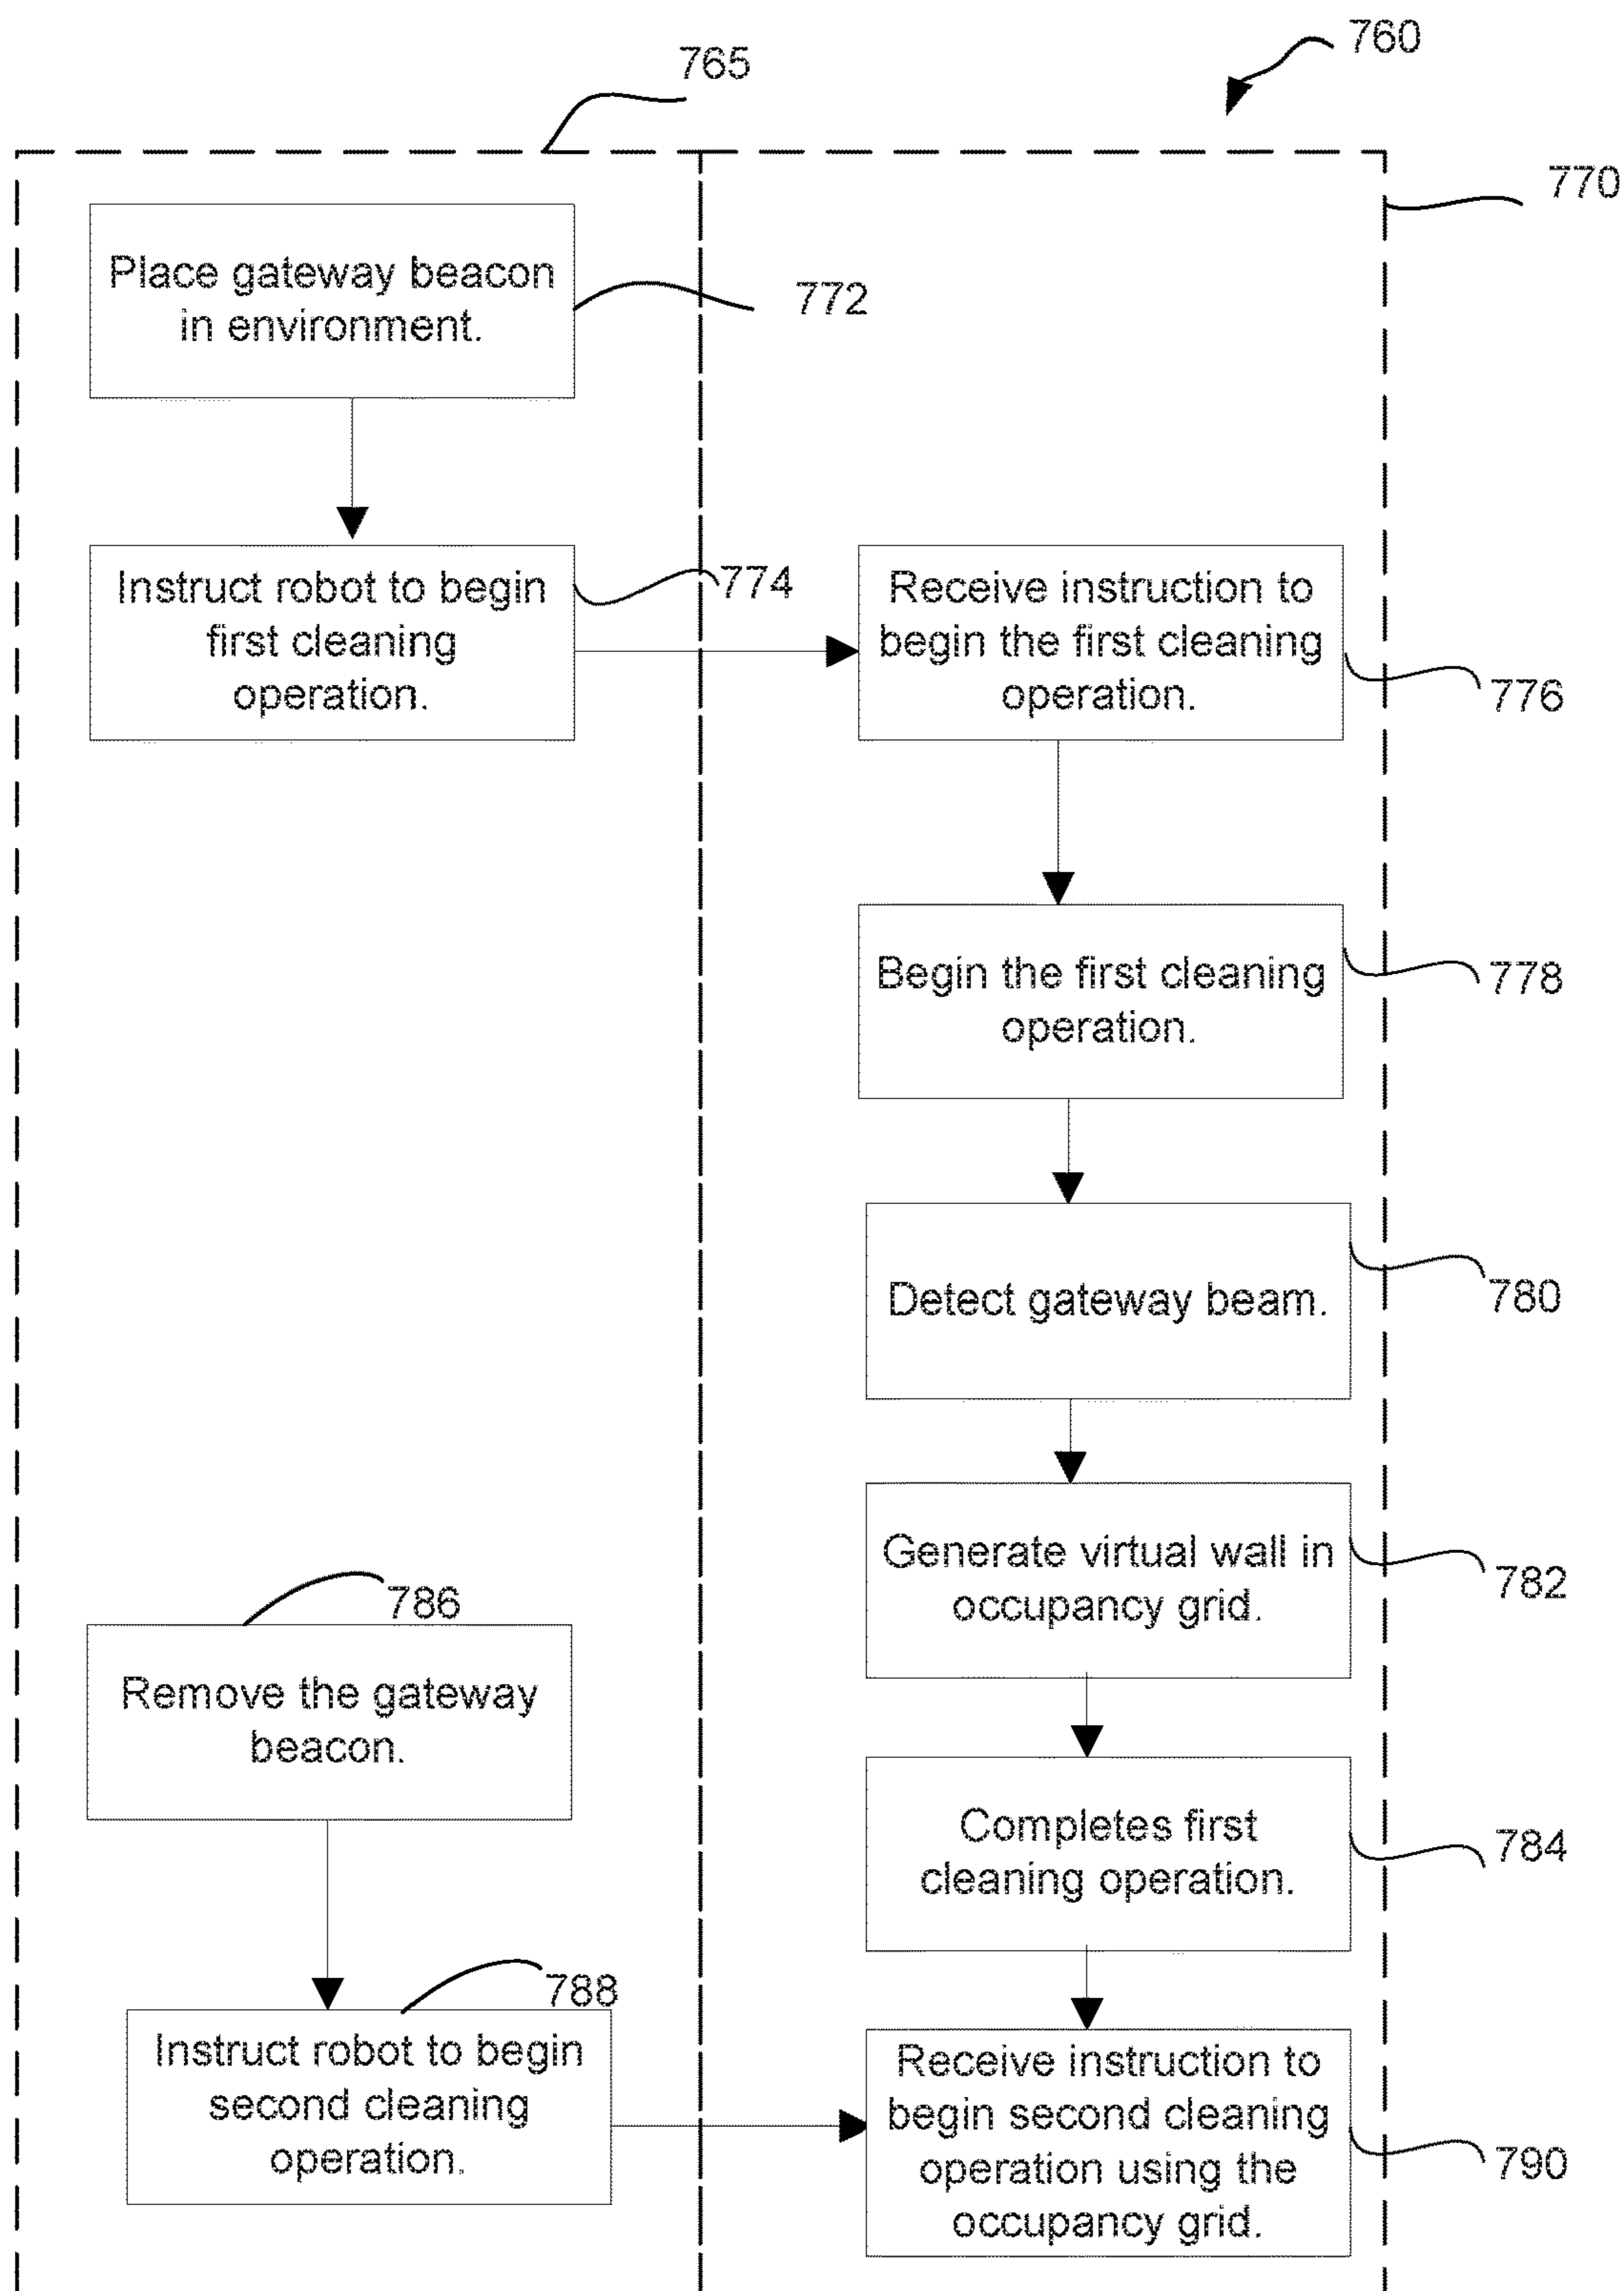 760
765
770
Place gateway beacon
in environment.
772
Instruct robot to begin
first cleaning
operation.
774
Receive instruction to
begin the first cleaning
operation.
776
Begin the first cleaning
operation.
778
Detect gateway beam.
780
Generate virtual wall in
occupancy grid.
782
786
Remove the gateway
beacon.
Completes first
cleaning operation.
784
788
Instruct robot to begin
second cleaning
operation.
Receive instruction to
begin second cleaning
operation using the
occupancy grid.
790